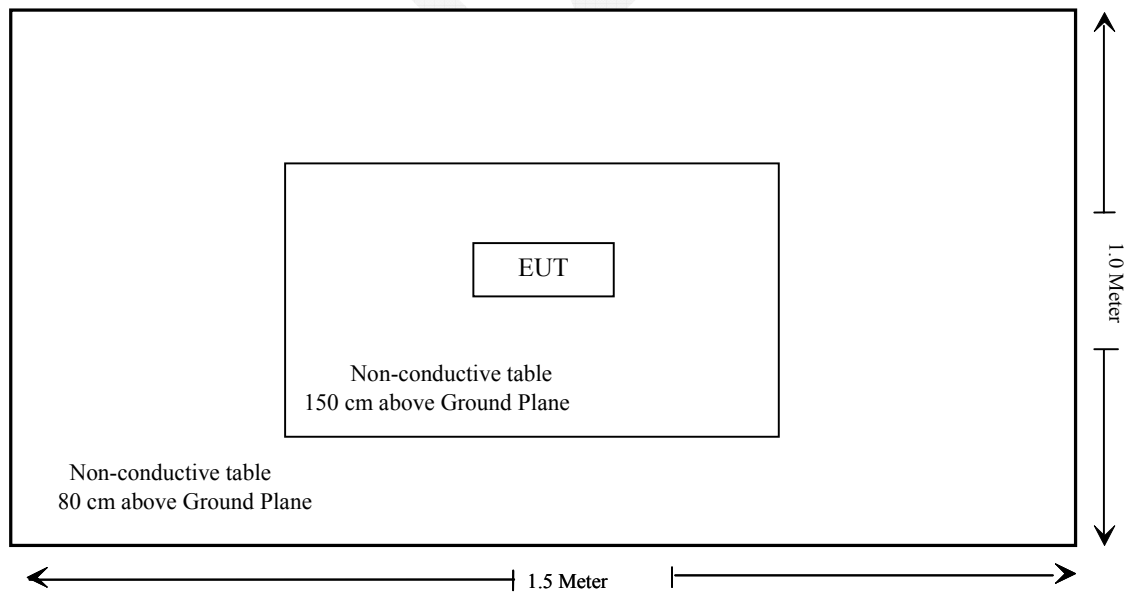 EUT
1.0 Meter
Non-conductive table
150 cm above Ground Plane
Non-conductive table
80 cm above Ground Plane
1.5 Meter